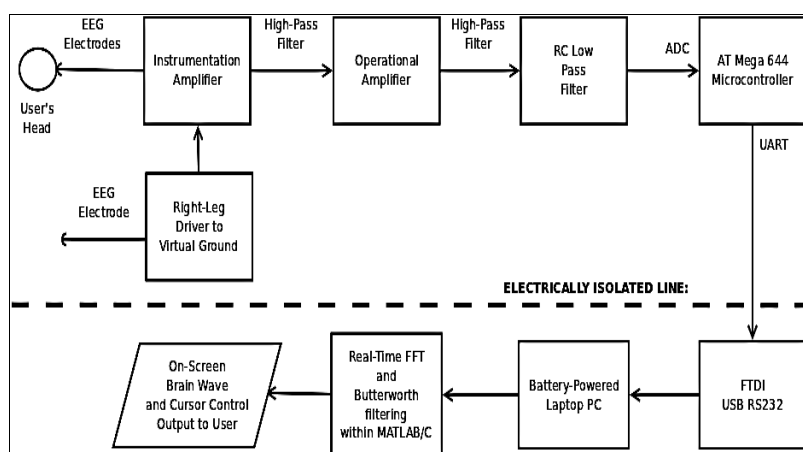 EEG
Electrodes
User's
Head
Instrumentation
Amplifier
High-Pass
Filter
Operational
Amplifier
High-Pass
Filter
RC Low
Pass
Filter
ADC
AT Mega 644
Microcontroller
UART
EEG
Electrode
Right-Leg
Driver to
Virtual Ground
ELECTRICALLY ISOLATED LINE:
On-Screen
Brain Wave
and Cursor Control
Output to User
Real-Time FFT
and
Butterworth
filtering
within MATLAB/C
Battery-Powered
Laptop PC
FTDI
USB RS232